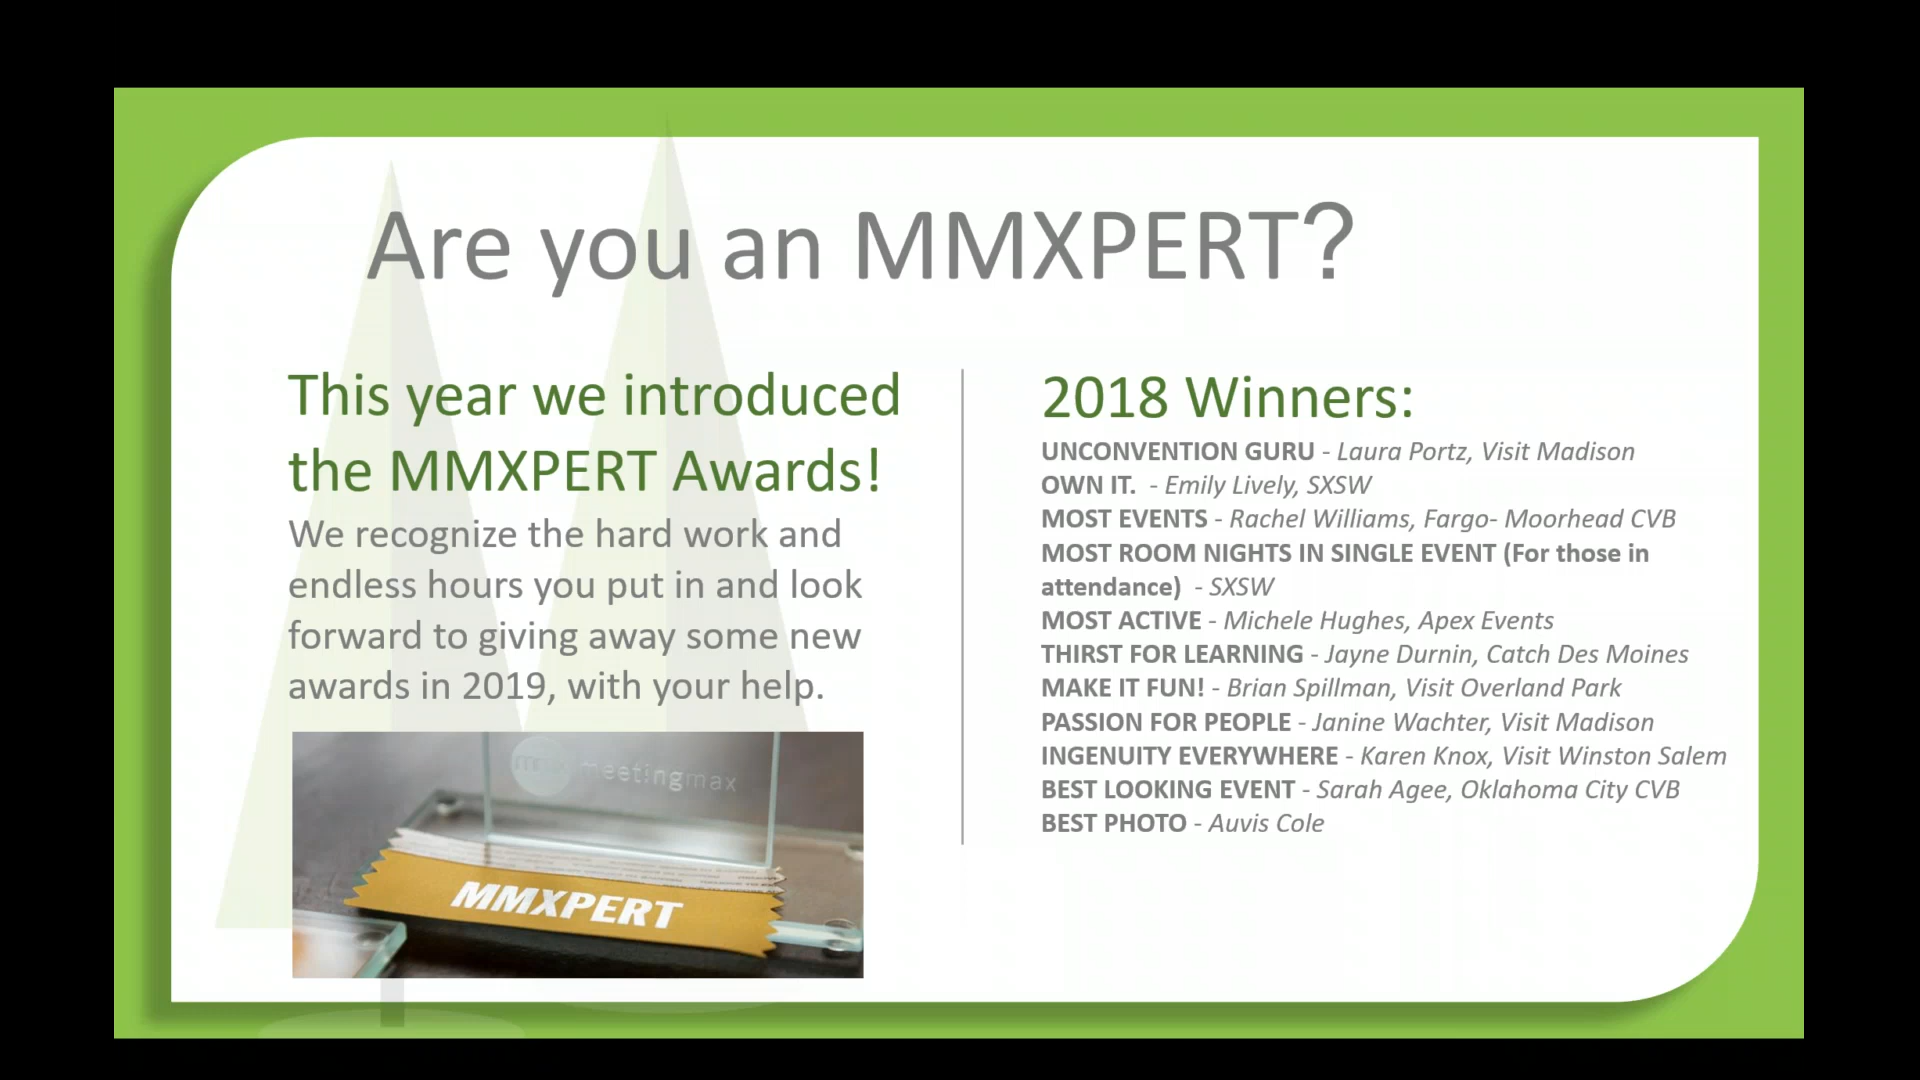 Are you an MMXPERT?
This year we introduced
the MMXPERT Awards!
We recognize the hard work and
endless hours you put in and look
forward to giving away some new
awards in 2019, with your help.
meetingmax
MMXPERT
2018 Winners:
UNCONVENTION GURU - Laura Portz, Visit Madison
OWN IT.  - Emily Lively, SXSW
MOST EVENTS - Rachel Williams, Fargo- Moorhead CVB
MOST ROOM NIGHTS IN SINGLE EVENT (For those in
attendance)  - SXSW
MOST ACTIVE - Michele Hughes, Apex Events
THIRST FOR LEARNING - Jayne Durnin, Catch Des Moines
MAKE IT FUN! - Brian Spillman, Visit Overland Park
PASSION FOR PEOPLE - Janine Wachter, Visit Madison
INGENUITY EVERYWHERE - Karen Knox, Visit Winston Salem
BEST LOOKING EVENT - Sarah Agee, Oklahoma City CVB
BEST PHOTO - Auvis Cole